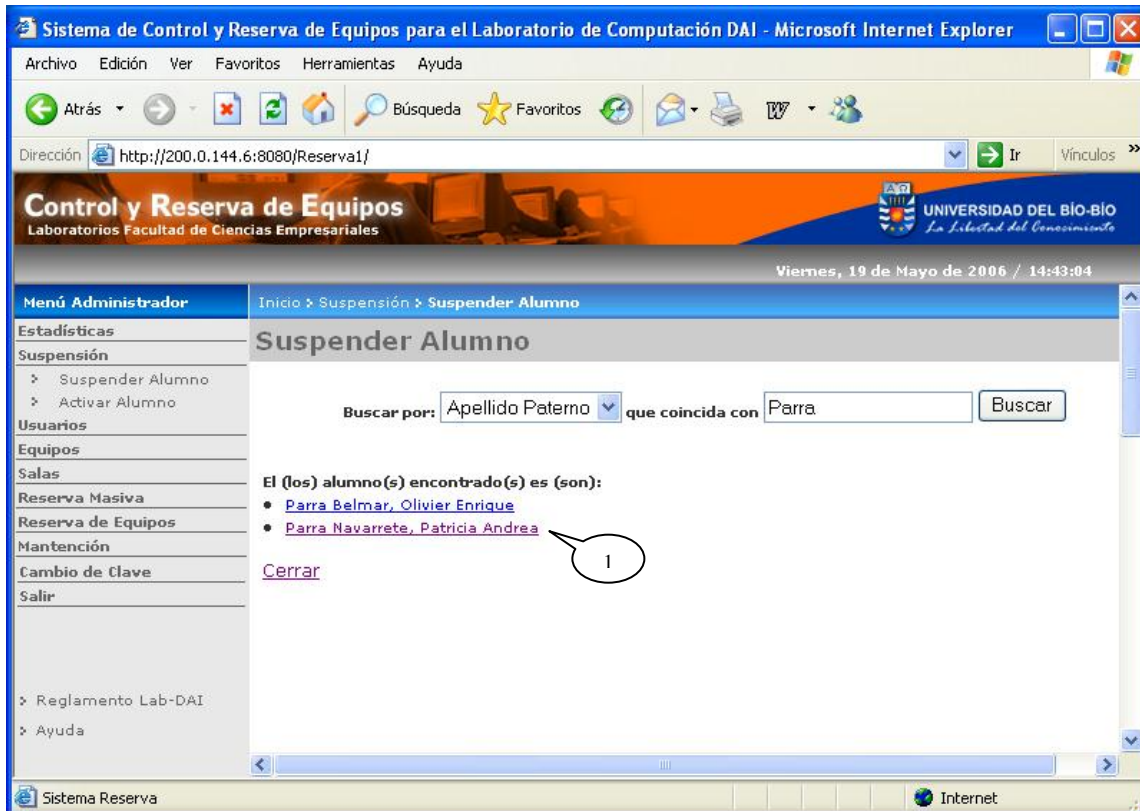 Sistema de Control y Reserva de Equipos para el Laboratorio de Computación DAI - Microsoft Internet Explorer
Archivo Edición Ver Favoritos Herramientas Ayuda
Atrás Búsqueda Favoritos
Dirección http://200.0.144.6:8080/Reserva1/ Ir Vínculos »
Control y Reserva de Equipos
Laboratorios Facultad de Ciencias Empresariales
UNIVERSIDAD DEL BÍO-BÍO
La Libertad del Conocimiento
Viernes, 19 de Mayo de 2006 / 14:43:04
Menú Administrador
Estadísticas
Suspensión
Suspender Alumno
Activar Alumno
Usuarios
Equipos
Salas
Reserva Masiva
Reserva de Equipos
Mantención
Cambio de Clave
Salir
Reglamento Lab-DAI
Ayuda
Inicio > Suspensión > Suspender Alumno
Suspender Alumno
Buscar por: Apellido Paterno que coincida con Parra Buscar
El (los) alumno(s) encontrado(s) es (son):
• Parra Belmar, Olivier Enrique
• Parra Navarrete, Patricia Andrea
1
Cerrar
Sistema Reserva Internet